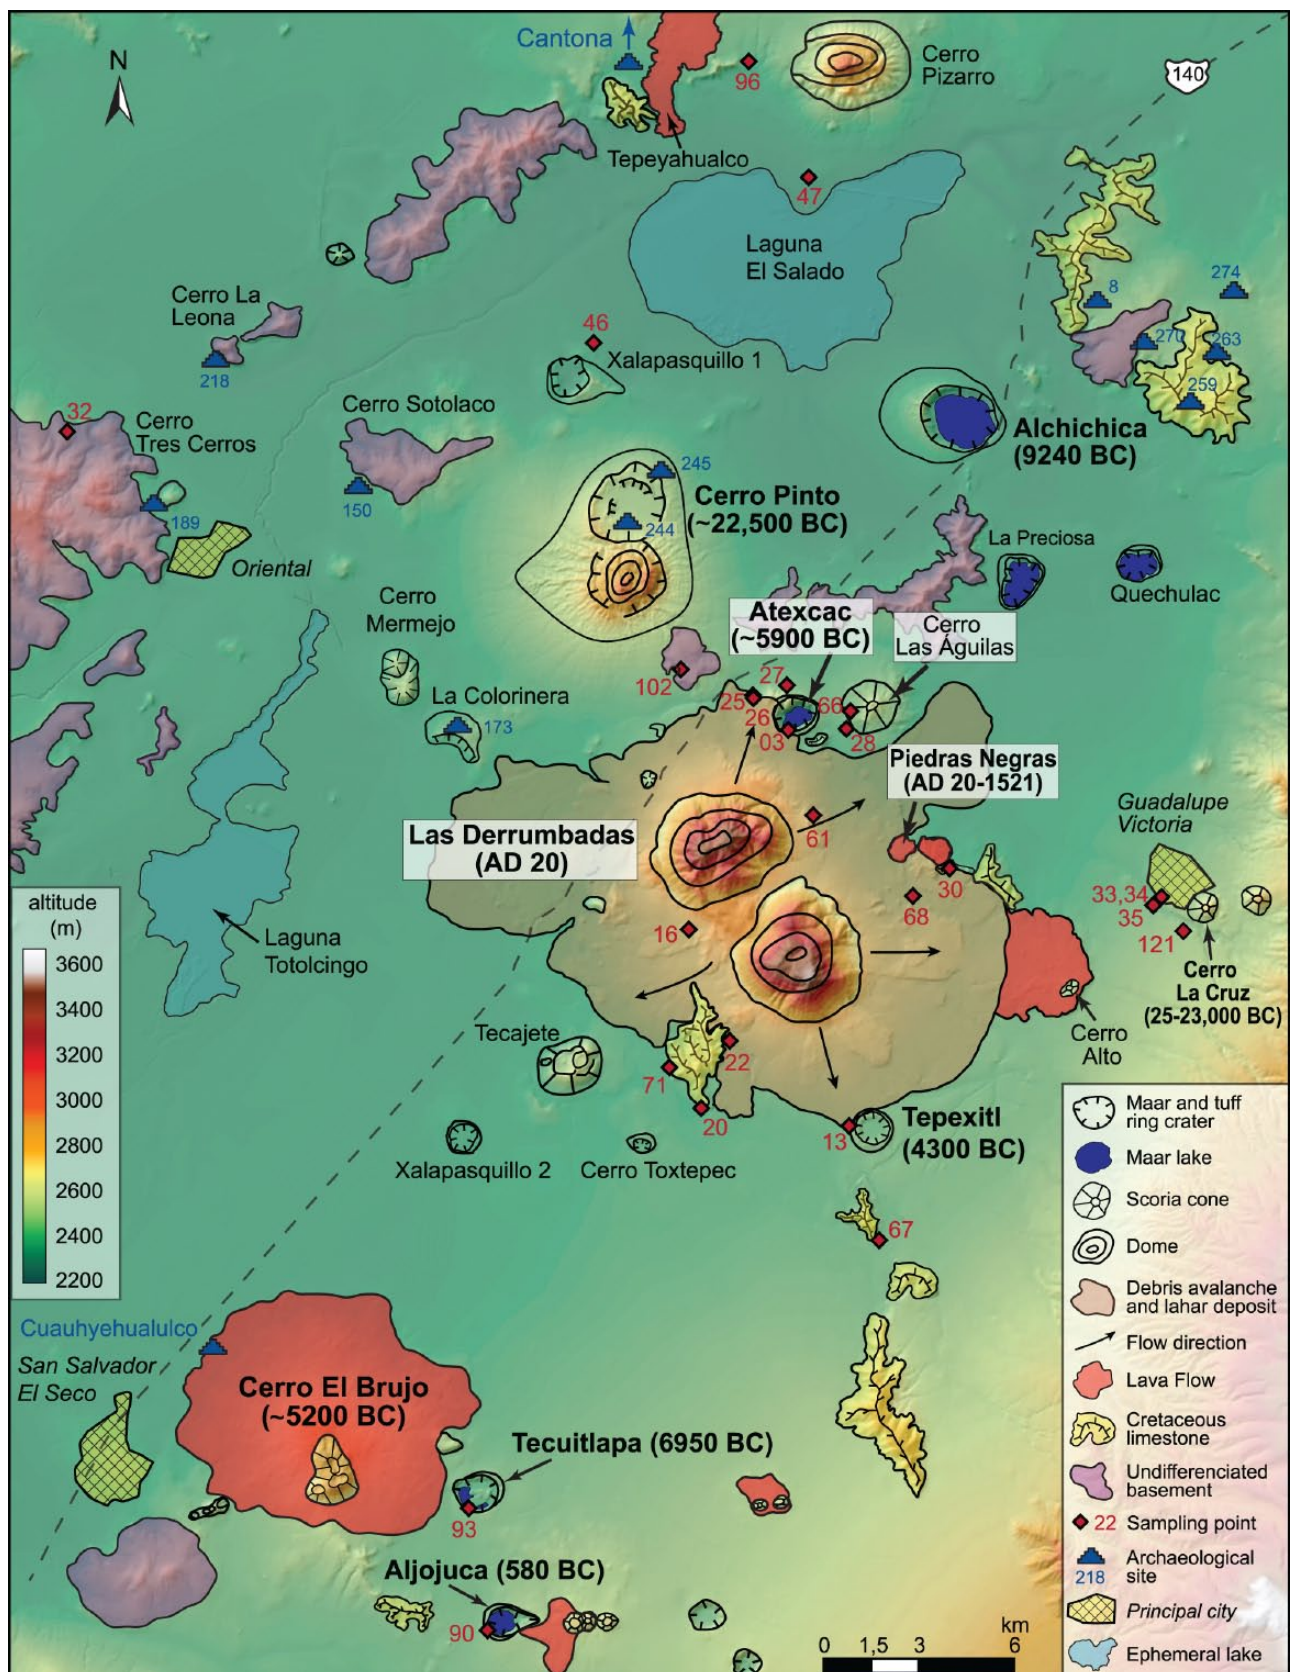 Cantona
N
96
Cerro
Pizarro
140
Tepeyahualco
47
Laguna
El Salado
274
8
Cerro La
Leona
270
263
218
46
Xalapasquillo 1
259
32
Cerro
Tres Cerros
Cerro Sotolaco
Alchichica
(9240 BC)
245
Cerro Pinto
(~22,500 BC)
150
189
244
Oriental
La Preciosa
Quechulac
Cerro
Mermejo
Atexcac
(~5900 BC)
Cerro
Las Águilas
102
27
25
26
66
03
28
La Colorinera
173
Piedras Negras
(AD 20-1521)
Guadalupe
Victoria
Las Derrumbadas
(AD 20)
61
30
68
33,34
35
121
16
Cerro
La Cruz
(25-23,000 BC)
altitude
(m)
3600
3400
3200
3000
2800
2600
2400
2200
Laguna
Totolcingo
Tecajete
Cerro
Alto
22
71
20
13
Tepexitl
(4300 BC)
Xalapasquillo 2
Cerro Toxtepec
67
Cuauhyehualulco
San Salvador
El Seco
Cerro El Brujo
(~5200 BC)
Tecuitlapa (6950 BC)
93
Aljojuca (580 BC)
90
Maar and tuff
ring crater
Maar lake
Scoria cone
Dome
Debris avalanche
and lahar deposit
Flow direction
Lava Flow
Cretaceous
limestone
Undifferenciated
basement
22 Sampling point
Archaeological
218 site
Principal city
Ephemeral lake
km
0 1,5 3 6